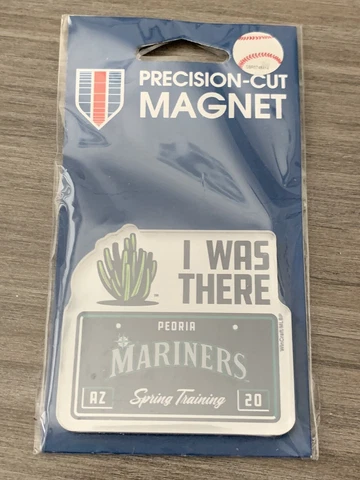 PRECISION-CUT
MAGNET
I WAS
THERE
PEORIA
MARINERS
AZ
Spring Training
20